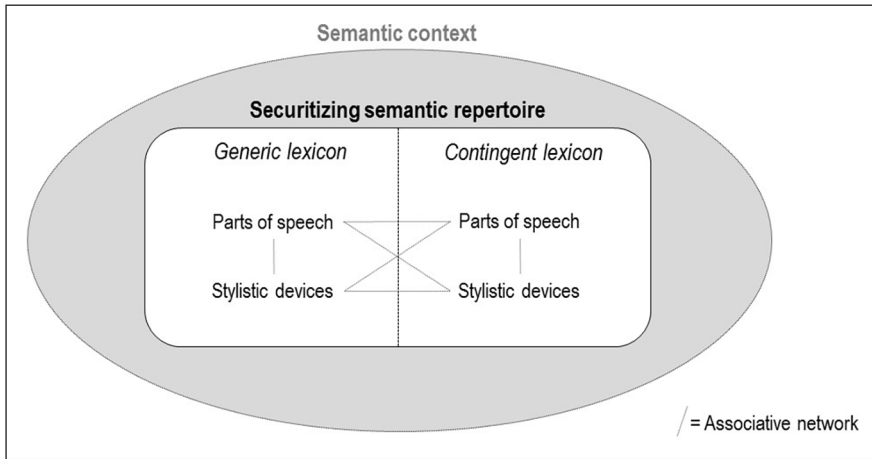 Semantic context
Securitizing semantic repertoire
Generic lexicon
Contingent lexicon
Parts of speech
Parts of speech
Stylistic devices
Stylistic devices
/ = Associative network